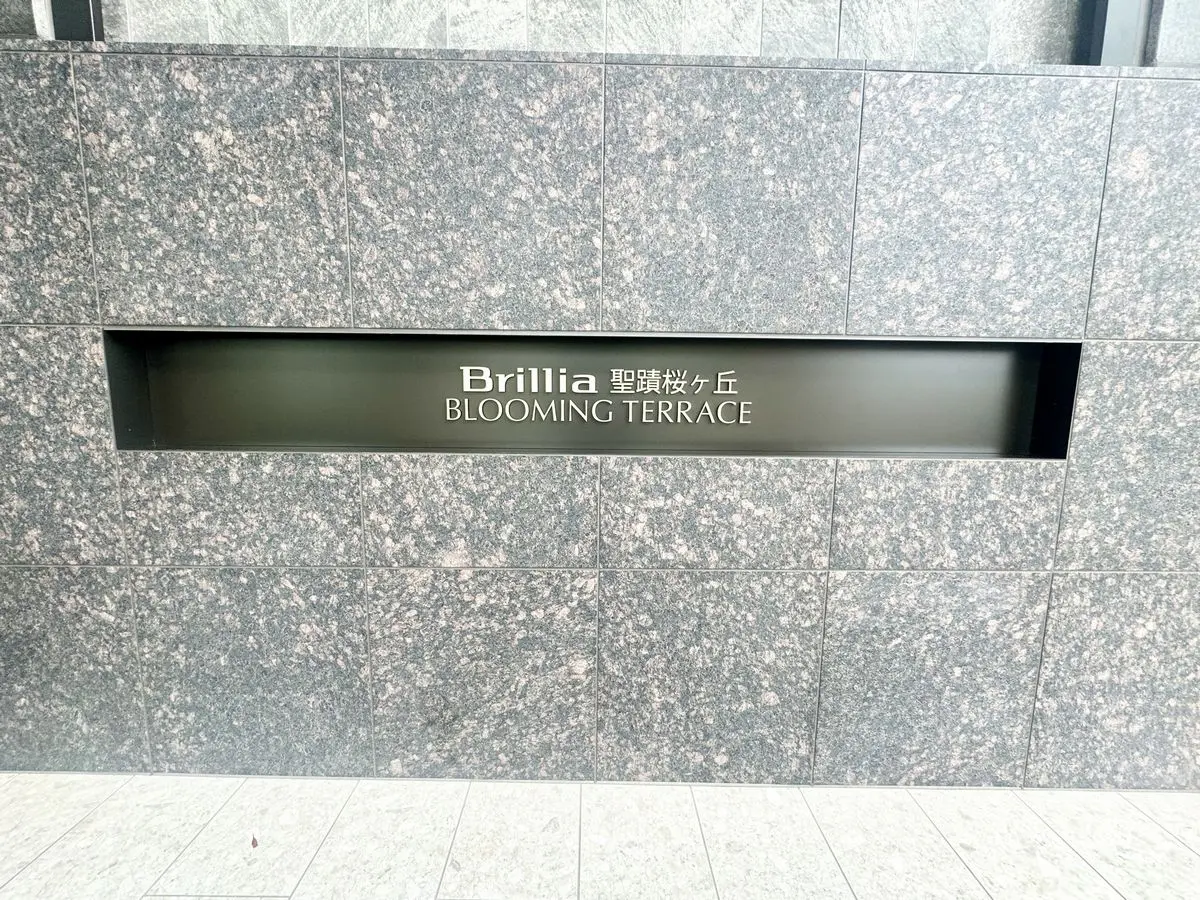 Brillia 聖蹟桜ヶ丘
BLOOMING TERRACE